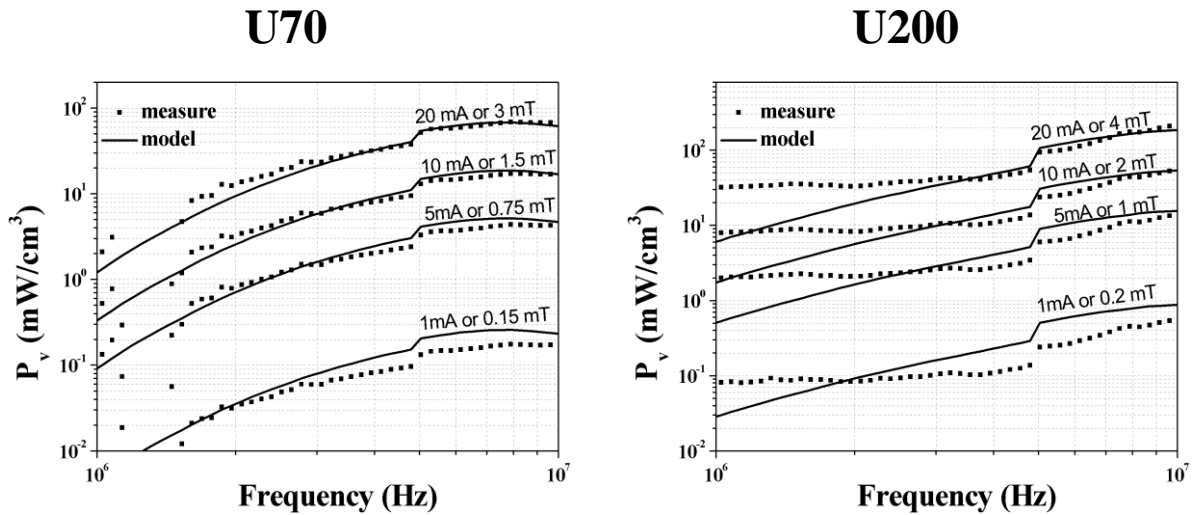 U70
10^2
10^1
10^0
10^-1
10^-2
P_v (mW/cm^3)
measure
model
20 mA or 3 mT
10 mA or 1.5 mT
5mA or 0.75 mT
1mA or 0.15 mT
10^6
10^7
Frequency (Hz)
U200
10^2
10^1
10^0
10^-1
10^-2
P_v (mW/cm^3)
measure
model
20 mA or 4 mT
10 mA or 2 mT
5mA or 1 mT
1mA or 0.2 mT
10^6
10^7
Frequency (Hz)